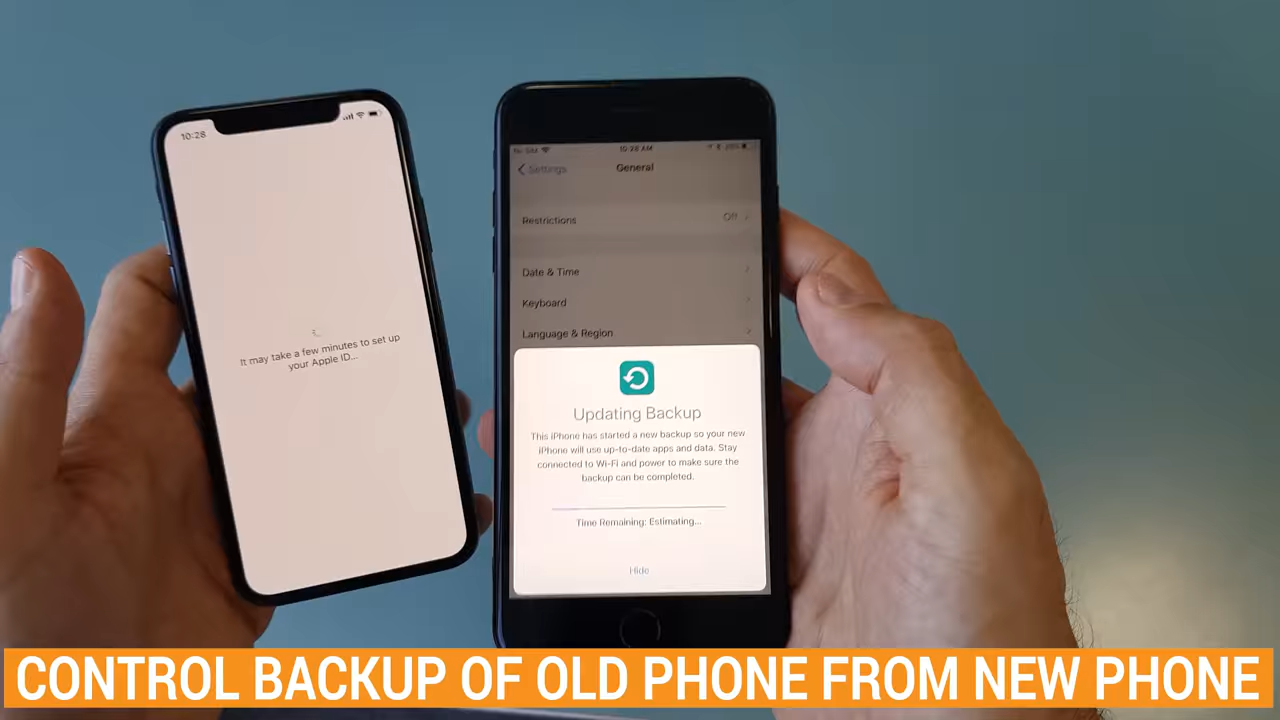 10:28
It may take a few minutes to set up
your Apple ID...
No SIM
10:28 AM
Settings
General
Restrictions
Off
Date & Time
Keyboard
Language & Region
Updating Backup
This iPhone has started a new backup so your new
iPhone will use up-to-date apps and data. Stay
connected to Wi-Fi and power to make sure the
backup can be completed.
Time Remaining: Estimating...
Hide
CONTROL BACKUP OF OLD PHONE FROM NEW PHONE